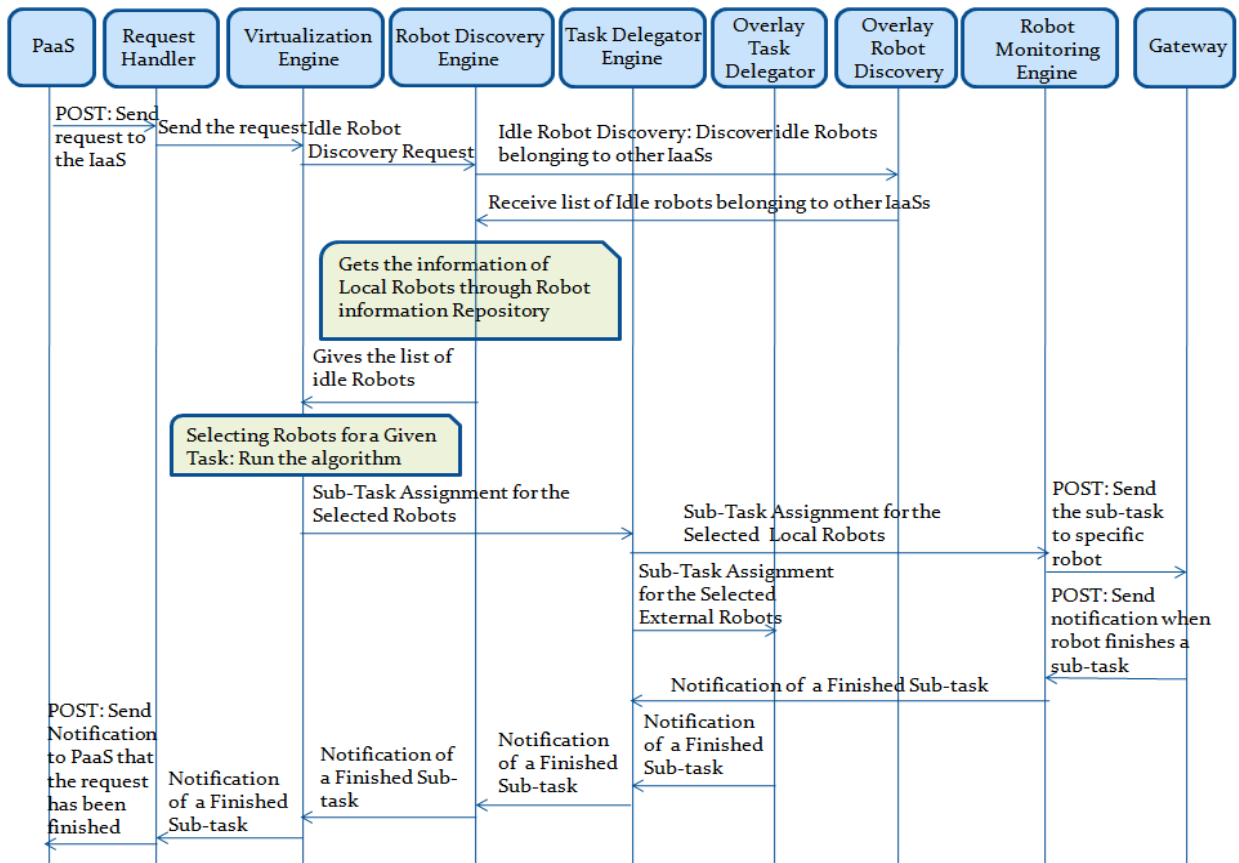 PaaS
Request
Handler
Virtualization
Engine
Robot Discovery
Engine
Task Delegator
Engine
Overlay
Task
Delegator
Overlay
Robot
Discovery
Robot
Monitoring
Engine
Gateway
POST: Send
request to
the IaaS
Send the request
Idle Robot
Discovery Request
Idle Robot Discovery: Discover idle Robots
belonging to other IaaSs
Receive list of Idle robots belonging to other IaaSs
Gets the information of
Local Robots through Robot
information Repository
Gives the list of
idle Robots
Selecting Robots for a Given
Task: Run the algorithm
Sub-Task Assignment for the
Selected Robots
Sub-Task Assignment for the
Selected Local Robots
POST: Send
the sub-task
to specific
robot
Sub-Task Assignment
for the Selected
External Robots
POST: Send
notification when
robot finishes a
sub-task
Notification of a Finished Sub-task
Notification
of a Finished
Sub-task
Notification
of a Finished
Sub-task
Notification of
a Finished Sub-
task
Notification
of a Finished
Sub-task
POST: Send
Notification
to PaaS that
the request
has been
finished